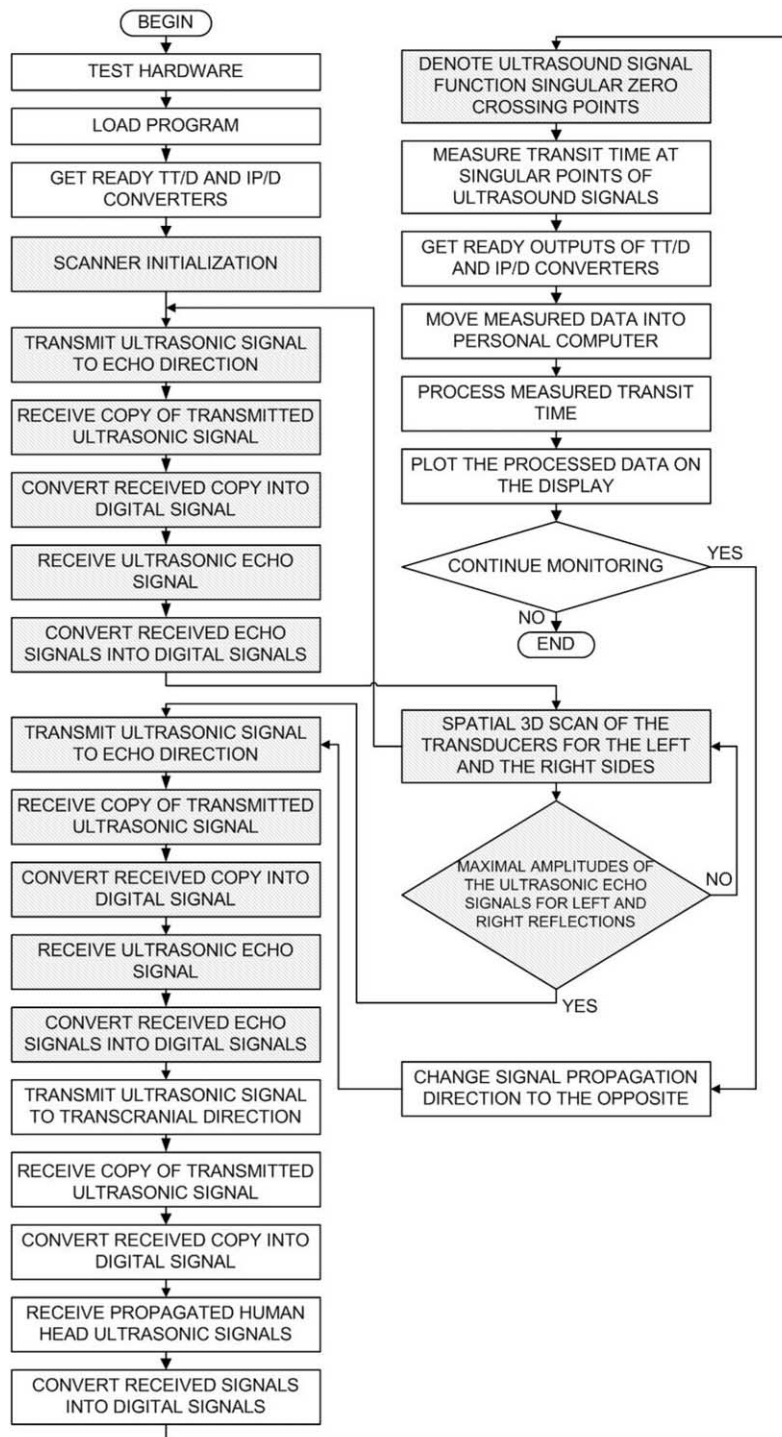 BEGIN
TEST HARDWARE
LOAD PROGRAM
GET READY TT/D AND IP/D
CONVERTERS
SCANNER INITIALIZATION
TRANSMIT ULTRASONIC SIGNAL
TO ECHO DIRECTION
RECEIVE COPY OF TRANSMITTED
ULTRASONIC SIGNAL
CONVERT RECEIVED COPY INTO
DIGITAL SIGNAL
RECEIVE ULTRASONIC ECHO
SIGNAL
CONVERT RECEIVED ECHO
SIGNALS INTO DIGITAL SIGNALS
SPATIAL 3D SCAN OF THE
TRANSDUCERS FOR THE LEFT
AND THE RIGHT SIDES
MAXIMAL AMPLITUDES OF
THE ULTRASONIC ECHO
SIGNALS FOR LEFT AND
RIGHT REFLECTIONS
NO
YES
TRANSMIT ULTRASONIC SIGNAL
TO ECHO DIRECTION
RECEIVE COPY OF TRANSMITTED
ULTRASONIC SIGNAL
CONVERT RECEIVED COPY INTO
DIGITAL SIGNAL
RECEIVE ULTRASONIC ECHO
SIGNAL
CONVERT RECEIVED ECHO
SIGNALS INTO DIGITAL SIGNALS
TRANSMIT ULTRASONIC SIGNAL
TO TRANSCRANIAL DIRECTION
RECEIVE COPY OF TRANSMITTED
ULTRASONIC SIGNAL
CONVERT RECEIVED COPY INTO
DIGITAL SIGNAL
RECEIVE PROPAGATED HUMAN
HEAD ULTRASONIC SIGNALS
CONVERT RECEIVED SIGNALS
INTO DIGITAL SIGNALS
DENOTE ULTRASOUND SIGNAL
FUNCTION SINGULAR ZERO
CROSSING POINTS
MEASURE TRANSIT TIME AT
SINGULAR POINTS OF
ULTRASOUND SIGNALS
GET READY OUTPUTS OF TT/D
AND IP/D CONVERTERS
MOVE MEASURED DATA INTO
PERSONAL COMPUTER
PROCESS MEASURED TRANSIT
TIME
PLOT THE PROCESSED DATA ON
THE DISPLAY
CONTINUE MONITORING
YES
NO
END
CHANGE SIGNAL PROPAGATION
DIRECTION TO THE OPPOSITE